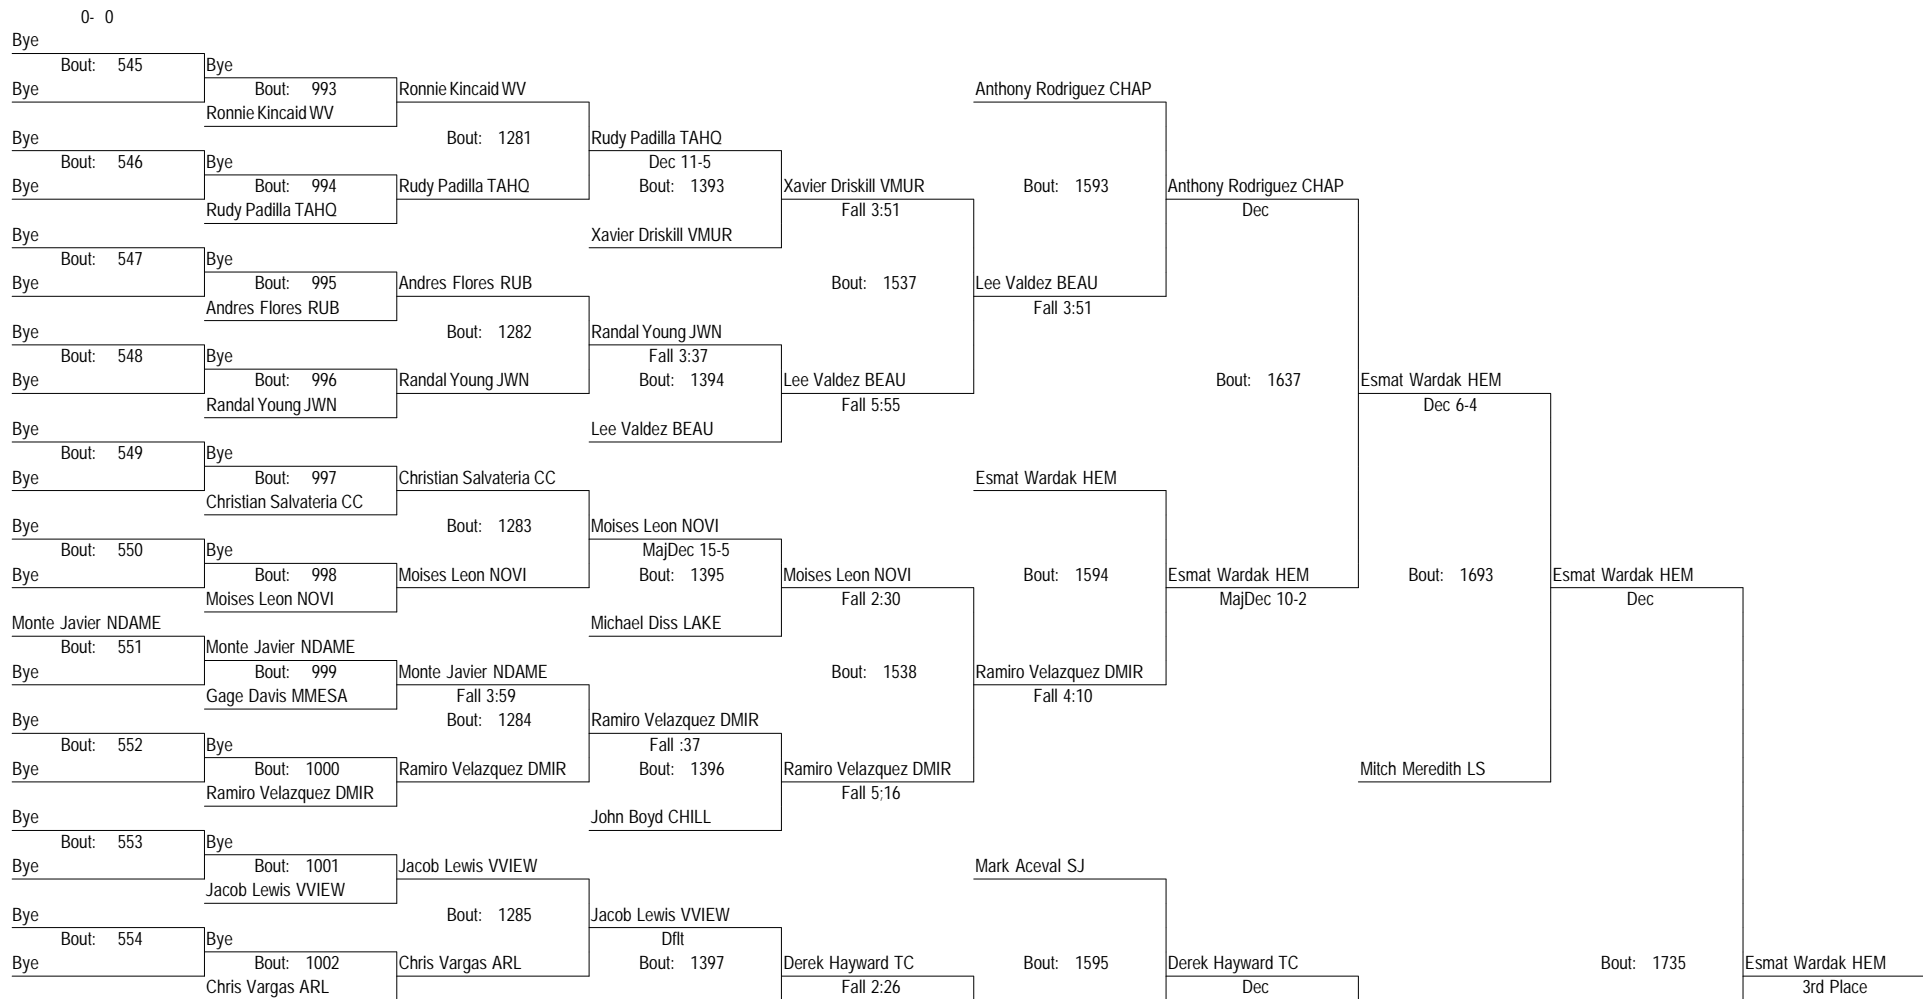 0- 0
Bye
Bout: 545
Bye
Bye
Bout: 546
Bye
Bye
Bout: 547
Bye
Bye
Bout: 548
Bye
Bye
Bout: 549
Bye
Bye
Bout: 550
Bye
Monte Javier NDAME
Bout: 551
Bye
Bye
Bout: 552
Bye
Bye
Bout: 553
Bye
Bye
Bout: 554
Bye
Bye
Bout: 993
Ronnie Kincaid WV
Bye
Bout: 994
Rudy Padilla TAHQ
Bye
Bout: 995
Andres Flores RUB
Bye
Bout: 996
Randal Young JWN
Bye
Bout: 997
Christian Salvateria CC
Bye
Bout: 998
Moises Leon NOVI
Monte Javier NDAME
Bout: 999
Gage Davis MMESA
Bye
Bout: 1000
Ramiro Velazquez DMIR
Bye
Bout: 1001
Jacob Lewis VVIEW
Bye
Bout: 1002
Chris Vargas ARL
Ronnie Kincaid WV
Bout: 1281
Rudy Padilla TAHQ
Andres Flores RUB
Bout: 1282
Randal Young JWN
Christian Salvateria CC
Bout: 1283
Moises Leon NOVI
Monte Javier NDAME
Fall 3:59
Bout: 1284
Ramiro Velazquez DMIR
Jacob Lewis VVIEW
Bout: 1285
Chris Vargas ARL
Rudy Padilla TAHQ
Dec 11-5
Bout: 1393
Xavier Driskill VMUR
Randal Young JWN
Fall 3:37
Bout: 1394
Lee Valdez BEAU
Moises Leon NOVI
MajDec 15-5
Bout: 1395
Michael Diss LAKE
Ramiro Velazquez DMIR
Fall :37
Bout: 1396
John Boyd CHILL
Jacob Lewis VVIEW
Dflt
Bout: 1397
Xavier Driskill VMUR
Fall 3:51
Bout: 1537
Lee Valdez BEAU
Fall 5:55
Moises Leon NOVI
Fall 2:30
Bout: 1538
Ramiro Velazquez DMIR
Fall 5;16
Derek Hayward TC
Fall 2:26
Anthony Rodriguez CHAP
Bout: 1593
Lee Valdez BEAU
Fall 3:51
Esmat Wardak HEM
Bout: 1594
Ramiro Velazquez DMIR
Fall 4:10
Mark Aceval SJ
Bout: 1595
Anthony Rodriguez CHAP
Dec
Bout: 1637
Esmat Wardak HEM
MajDec 10-2
Derek Hayward TC
Dec
Esmat Wardak HEM
Dec 6-4
Bout: 1693
Mitch Meredith LS
Esmat Wardak HEM
Dec
Bout: 1735
Esmat Wardak HEM
3rd Place